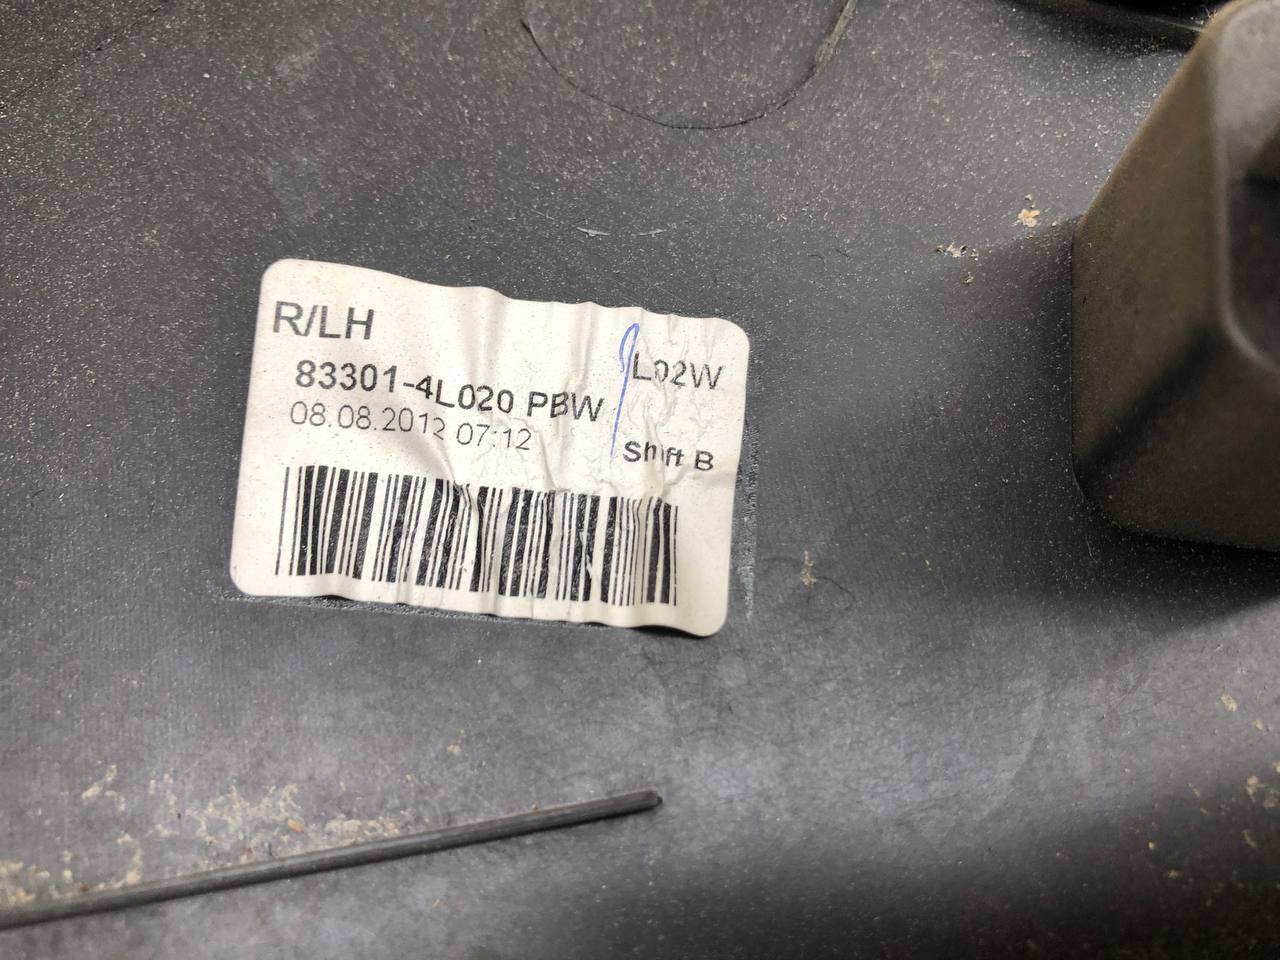 R/LH
83301-4L020 PBW
L02W
08.08.2012 07:12
Shift B